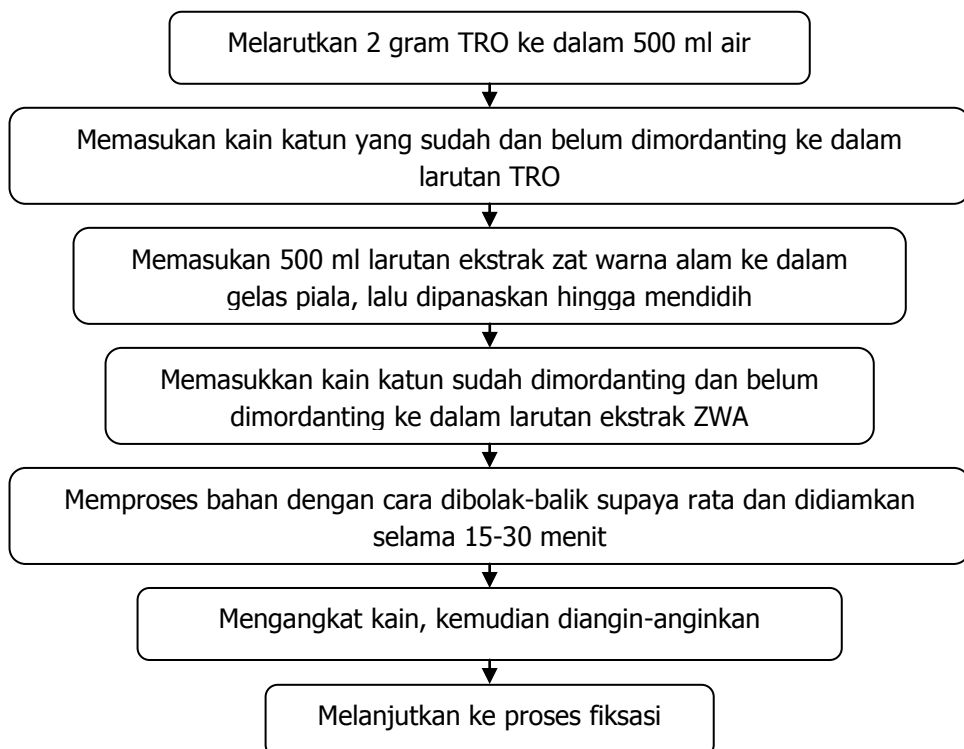 Melarutkan 2 gram TRO ke dalam 500 ml air
Memasukan kain katun yang sudah dan belum dimordanting ke dalam
larutan TRO
Memasukan 500 ml larutan ekstrak zat warna alam ke dalam
gelas piala, lalu dipanaskan hingga mendidih
Memasukkan kain katun sudah dimordanting dan belum
dimordanting ke dalam larutan ekstrak ZWA
Memproses bahan dengan cara dibolak-balik supaya rata dan didiamkan
selama 15-30 menit
Mengangkat kain, kemudian diangin-anginkan
Melanjutkan ke proses fiksasi